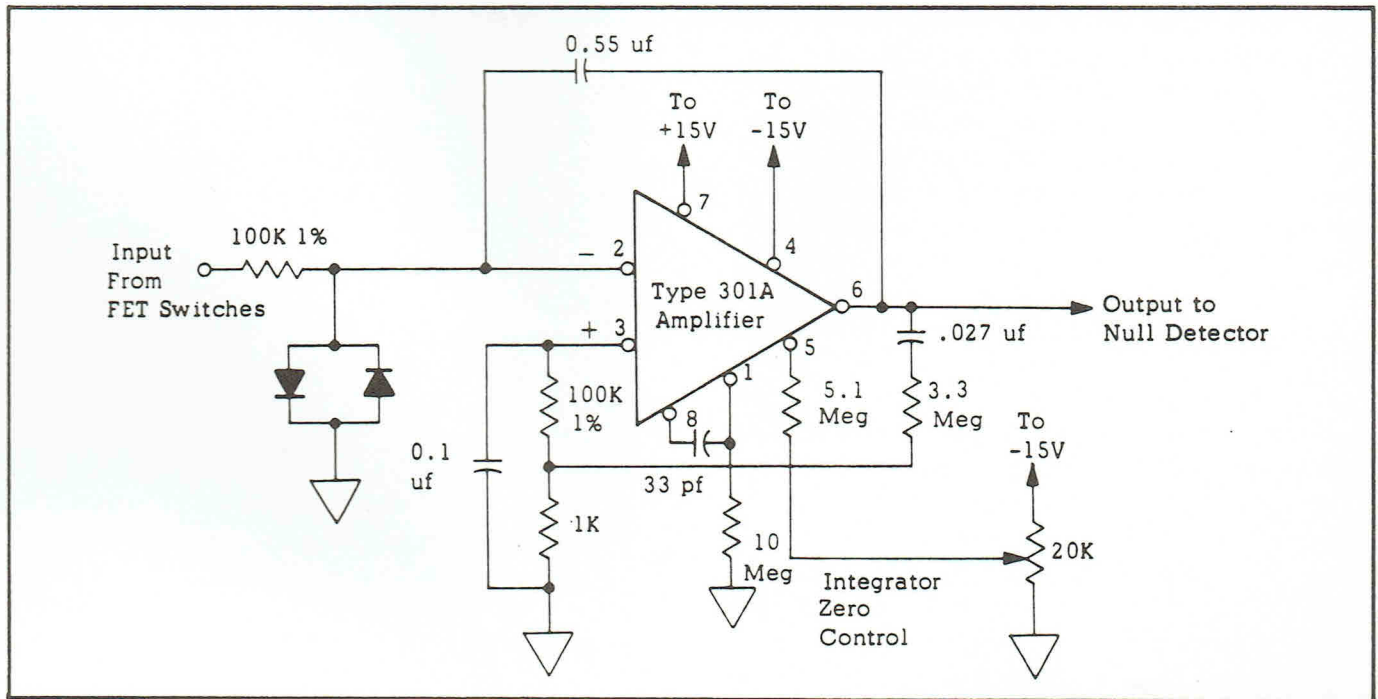 0.55 uf
To
+15V
To
-15V
7
4
100K 1%
Input
From
FET Switches
− 2
Type 301A
Amplifier
6
Output to
Null Detector
+ 3
5
.027 uf
1
100K
1%
5.1
Meg
3.3
Meg
8
To
-15V
0.1
uf
33 pf
1K
10
Meg
20K
Integrator
Zero
Control